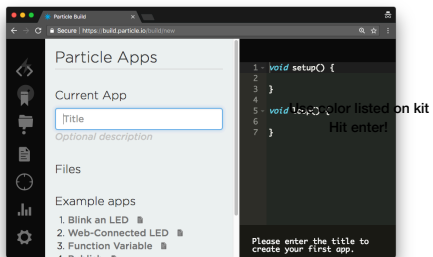 Particle Build
Secure | https://build.particle.io/build/new
Particle Apps
Current App
Title
Optional description
Files
Example apps
1. Blink an LED
2. Web-Connected LED
3. Function Variable
1 void setup() {
2
3 }
4
5 void loop() {
6
7 }
Use color listed on kit
Hit enter!
Please enter the title to
create your first app.